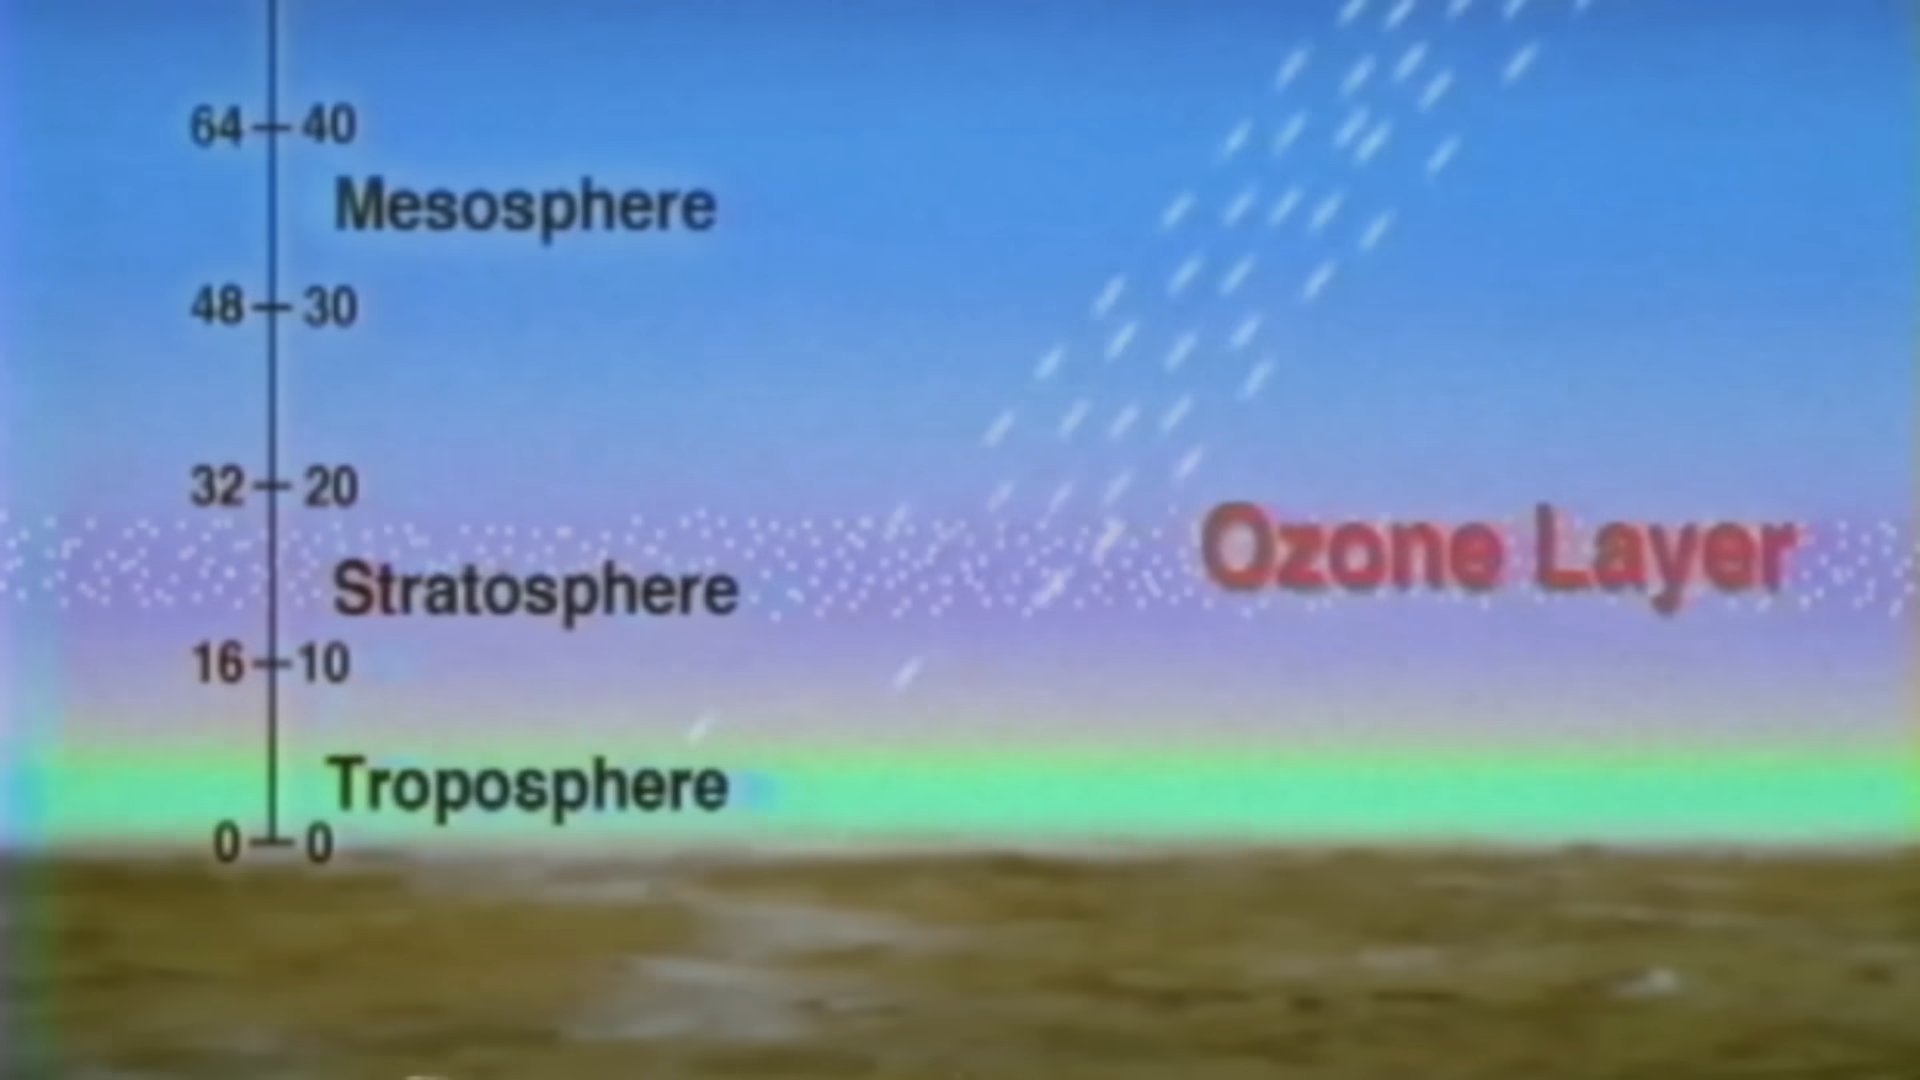 64 40
Mesosphere
48 30
32 20
Ozone Layer
Stratosphere
16 10
Troposphere
0 0